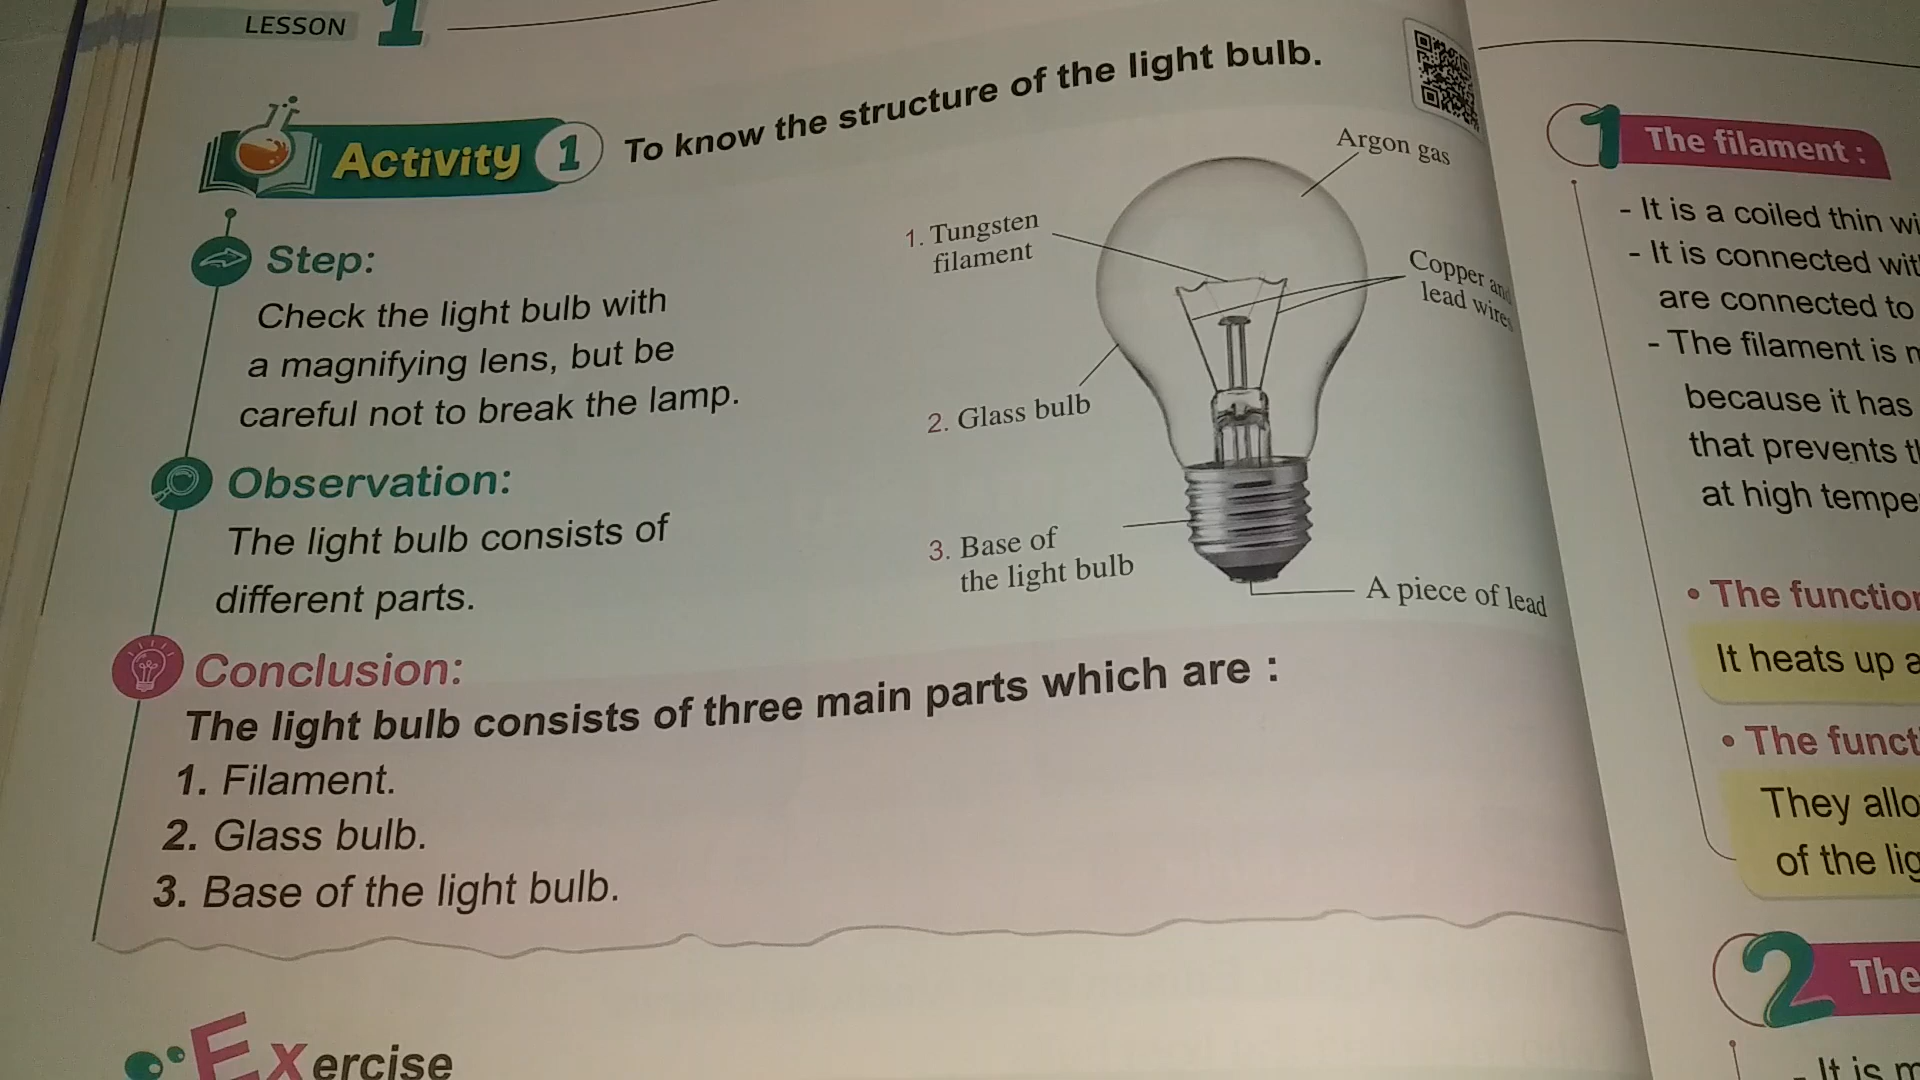 LESSON 1
Activity 1 To know the structure of the light bulb.
Step:
Check the light bulb with
a magnifying lens, but be
careful not to break the lamp.
Observation:
The light bulb consists of
different parts.
Argon gas
1. Tungsten
filament
Copper and
lead wires
2. Glass bulb
3. Base of
the light bulb
A piece of lead
Conclusion:
The light bulb consists of three main parts which are :
1. Filament.
2. Glass bulb.
3. Base of the light bulb.
Exercise
1 The filament :
- It is a coiled thin
- It is connected
are connected to
- The filament is
because it has
that prevents
at high
• The
It heats up
• The
They
of the
2 The
- It is